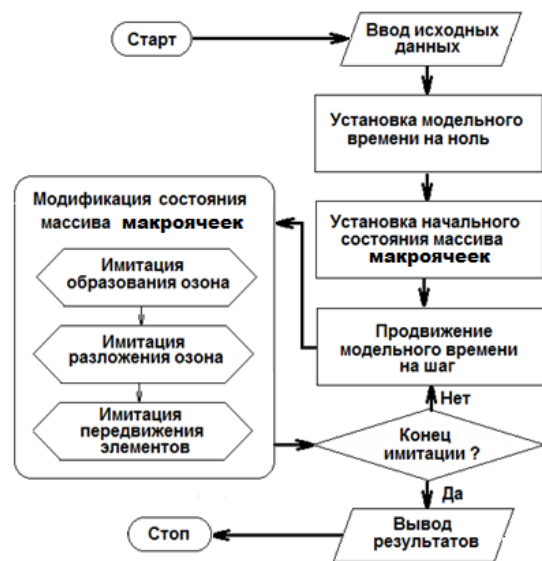 Старт
Ввод исходных
данных
Установка модельного
времени на ноль
Установка начального
состояния массива
макроячеек
Продвижение
модельного времени
на шаг
Модификация состояния
массива макроячеек
Имитация
образования озона
Имитация
разложения озона
Имитация
передвижения
элементов
Нет
Конец
имитации ?
Да
Вывод
результатов
Стоп